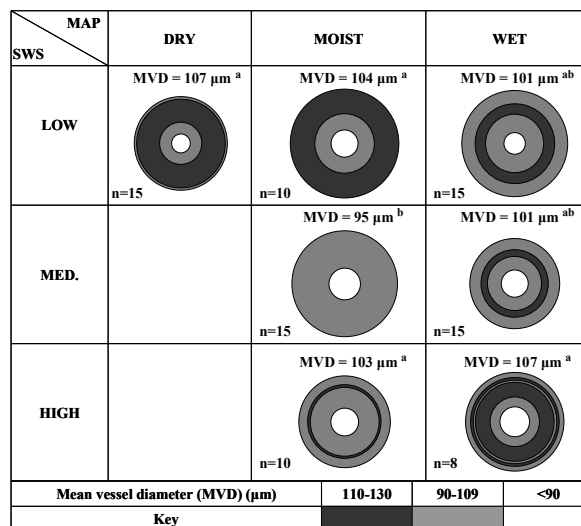 MAP
SWS
DRY
MOIST
WET
LOW
MVD = 107 µm a
n=15
MVD = 104 µm a
n=10
MVD = 101 µm ab
n=15
MED.
MVD = 95 µm b
n=15
MVD = 101 µm ab
n=15
HIGH
MVD = 103 µm a
n=10
MVD = 107 µm a
n=8
Mean vessel diameter (MVD) (µm) 110-130 90-109 <90
Key